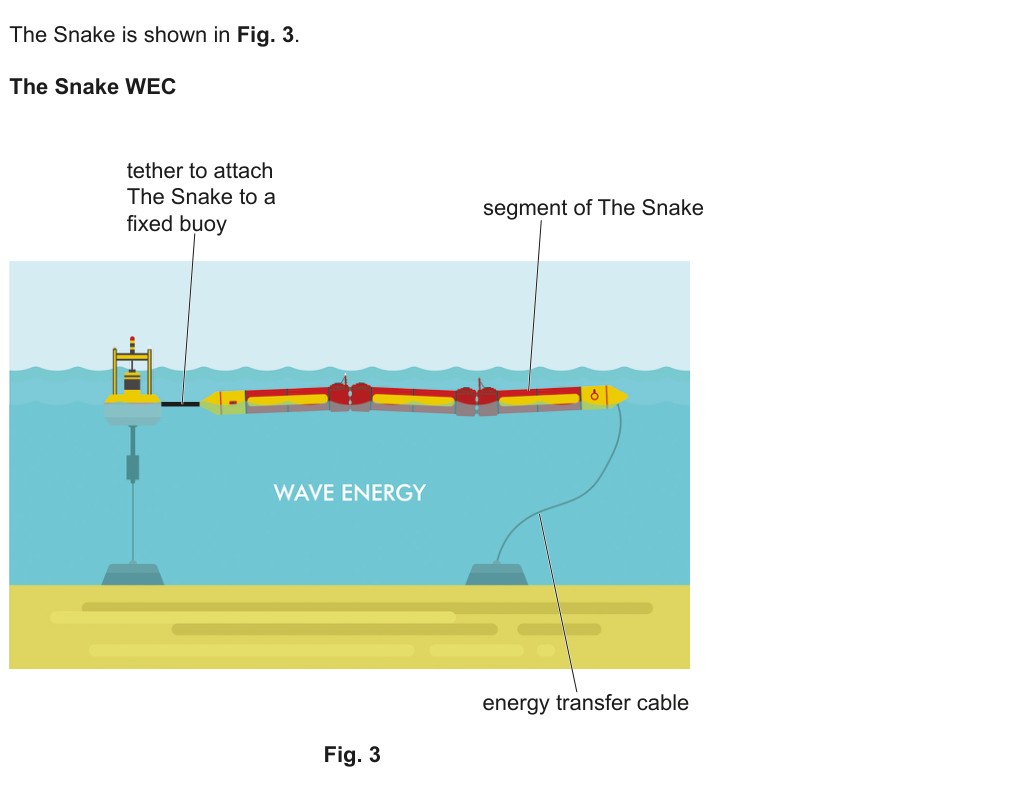 The Snake is shown in Fig. 3.
The Snake WEC
tether to attach
The Snake to a
fixed buoy
segment of The Snake
WAVE ENERGY
energy transfer cable
Fig. 3